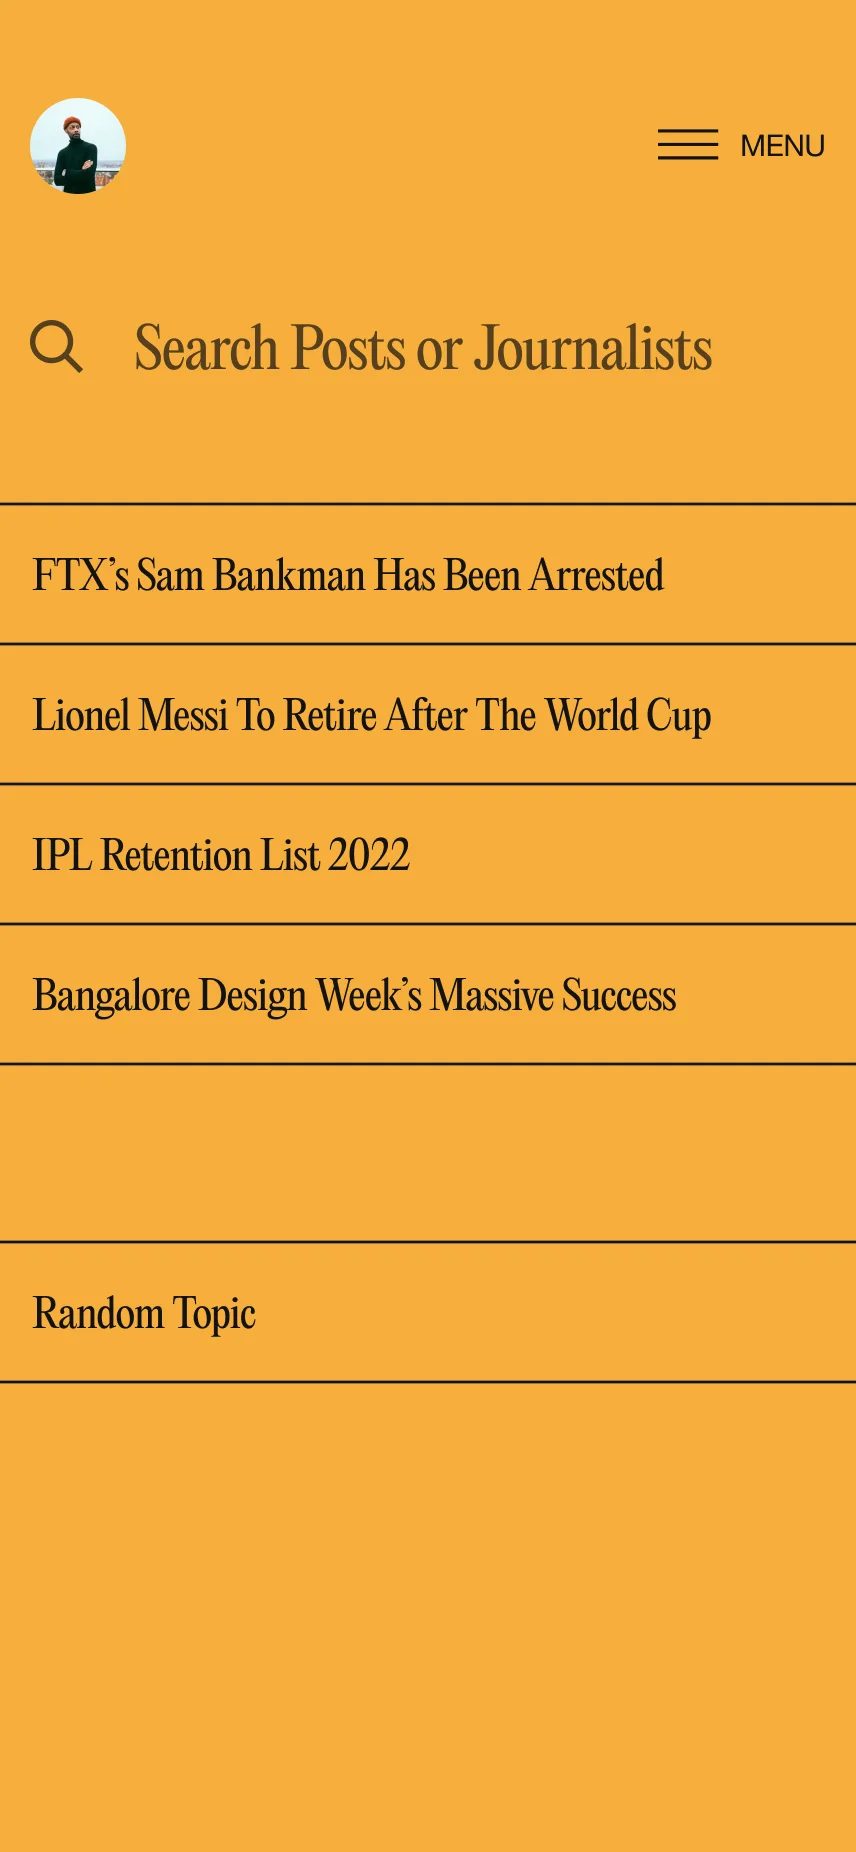 MENU
Search Posts or Journalists
FTX’s Sam Bankman Has Been Arrested
Lionel Messi To Retire After The World Cup
IPL Retention List 2022
Bangalore Design Week’s Massive Success
Random Topic